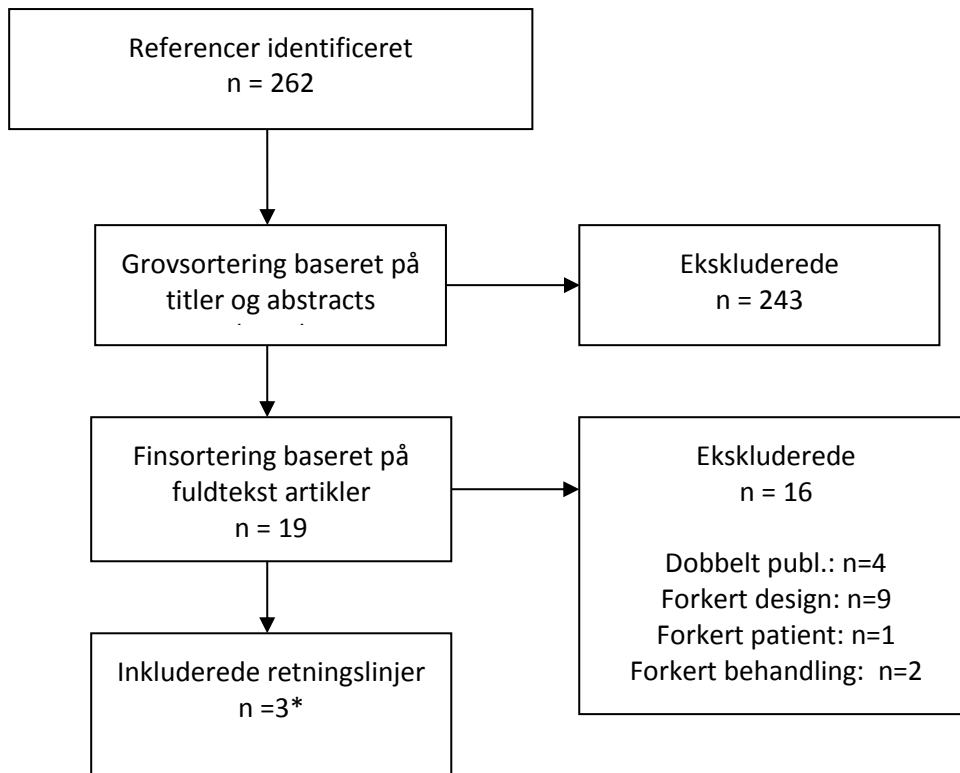 Referencer identificeret
n = 262
Grovsortering baseret på
titler og abstracts
Ekskluderede
n = 243
Finsortering baseret på
fuldtekst artikler
n = 19
Ekskluderede
n = 16
Dobbelt publ.: n=4
Forkert design: n=9
Forkert patient: n=1
Forkert behandling: n=2
Inkluderede retningslinjer
n =3*